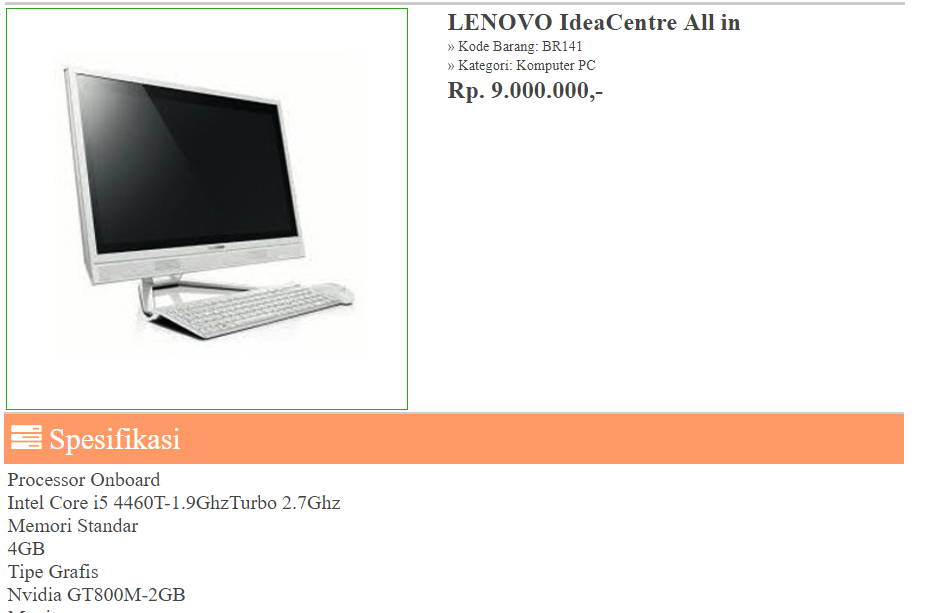 LENOVO IdeaCentre All in
» Kode Barang: BR141
» Kategori: Komputer PC
Rp. 9.000.000,-
Spesifikasi
Processor Onboard
Intel Core i5 4460T-1.9GhzTurbo 2.7Ghz
Memori Standar
4GB
Tipe Grafis
Nvidia GT800M-2GB